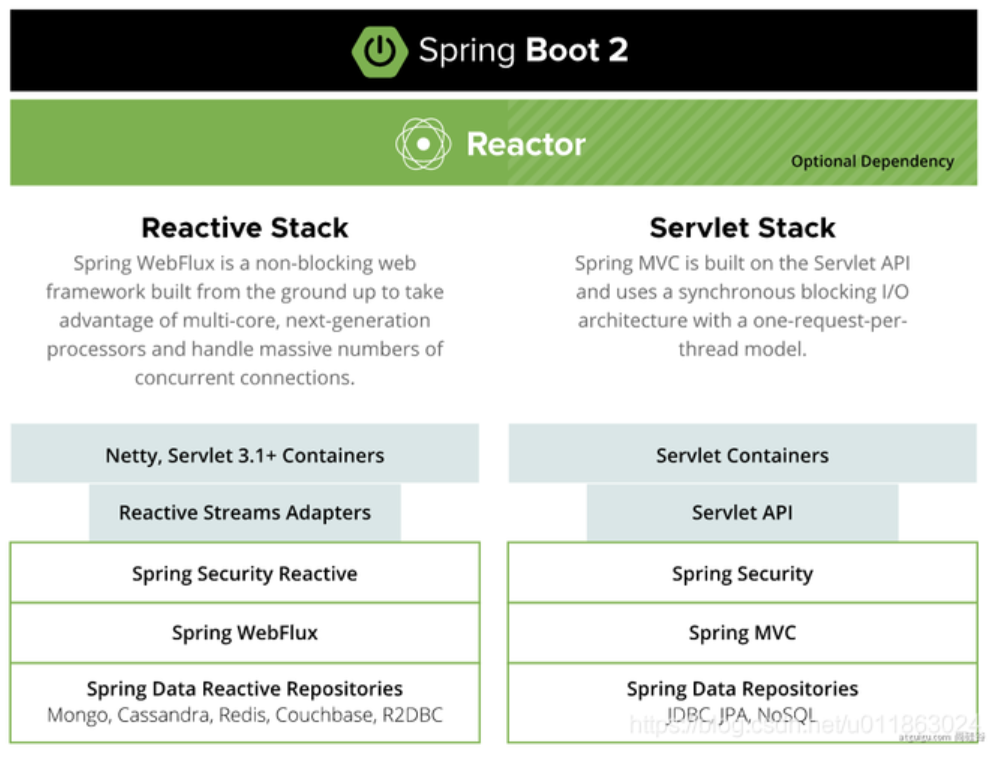 Spring Boot 2
Reactor
Optional Dependency
Reactive Stack
Spring WebFlux is a non-blocking web
framework built from the ground up to take
advantage of multi-core, next-generation
processors and handle massive numbers of
concurrent connections.
Netty, Servlet 3.1+ Containers
Reactive Streams Adapters
Spring Security Reactive
Spring WebFlux
Spring Data Reactive Repositories
Mongo, Cassandra, Redis, Couchbase, R2DBC
Servlet Stack
Spring MVC is built on the Servlet API
and uses a synchronous blocking I/O
architecture with a one-request-per-
thread model.
Servlet Containers
Servlet API
Spring Security
Spring MVC
Spring Data Repositories
JDBC, JPA, NoSQL
https://blog.csdn.net/u011863024
atguigu.com